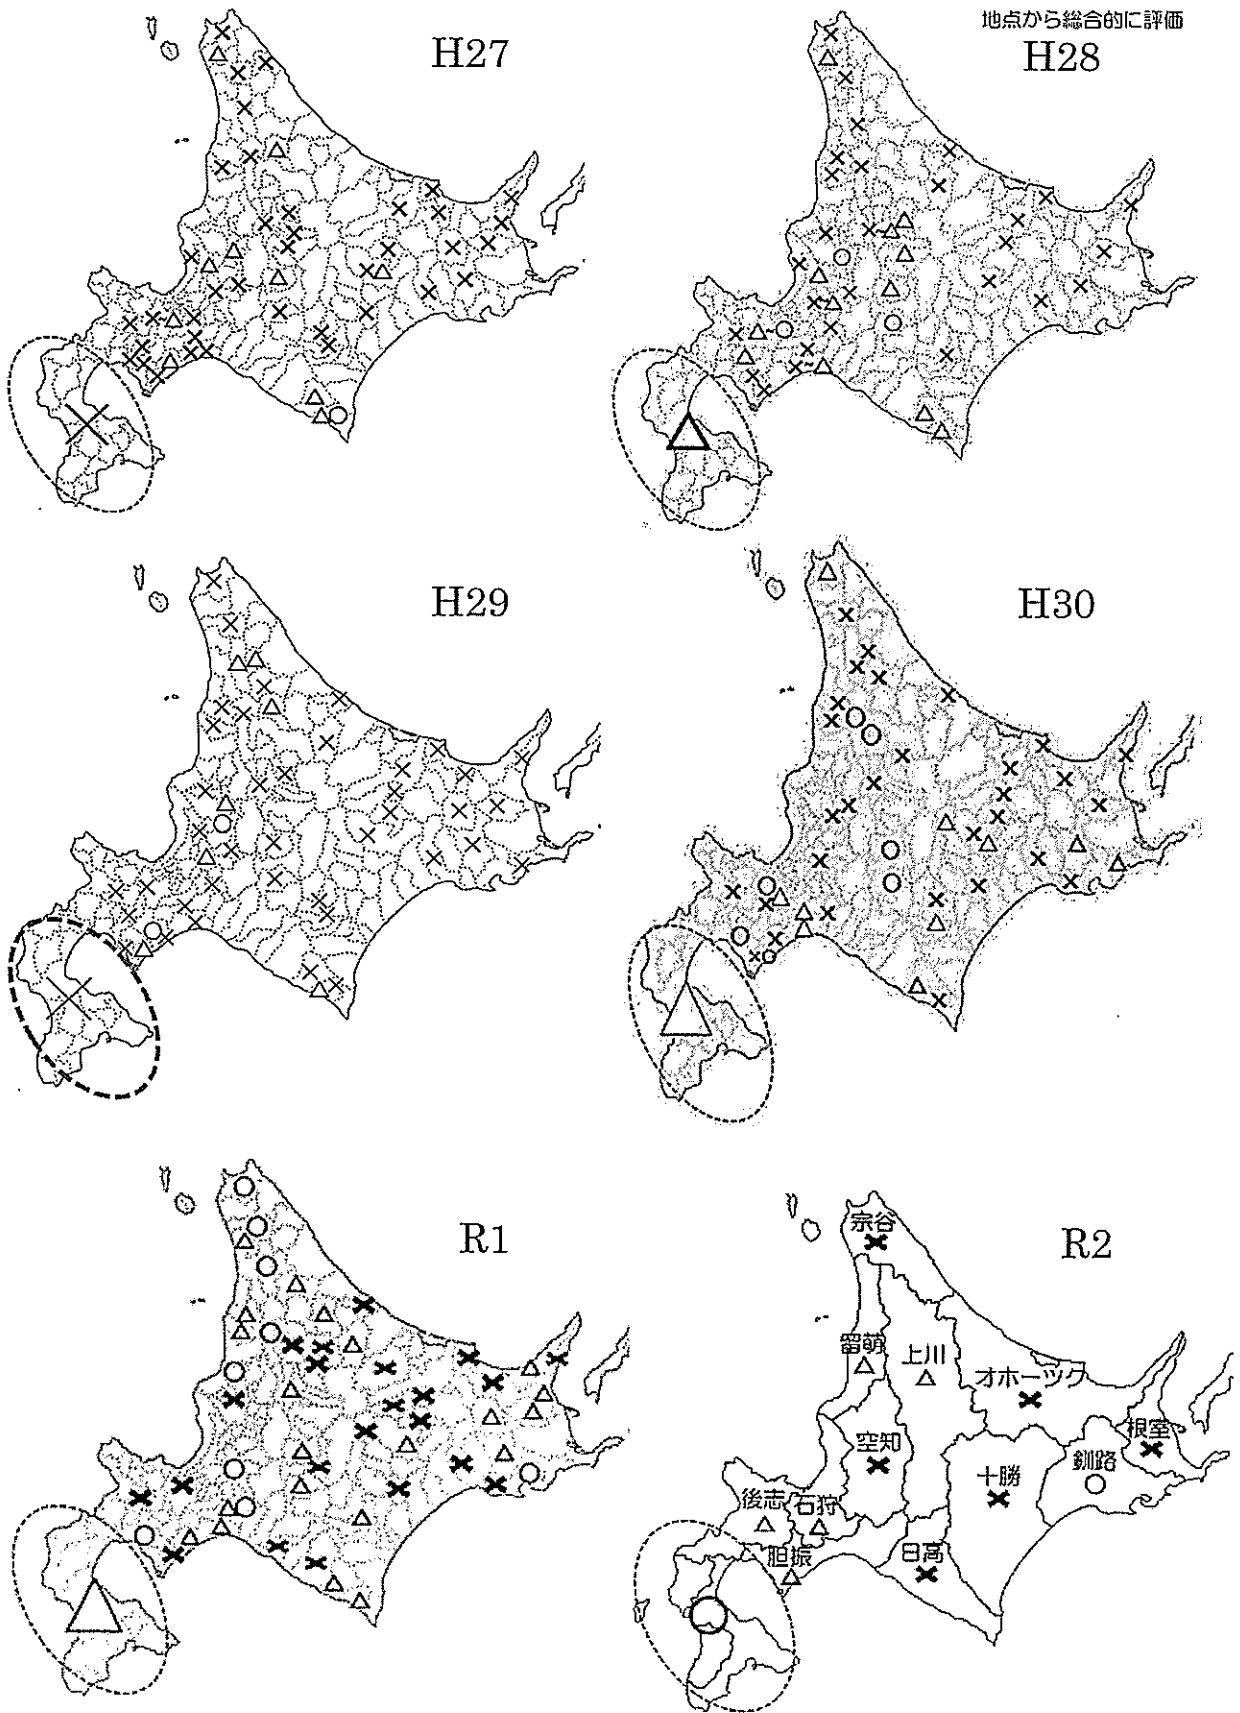 地点から総合的に評価
H27
H28
H29
H30
R1
R2
宗谷
留萌
上川
オホーツク
空知
根室
釧路
十勝
後志
石狩
胆振
日高